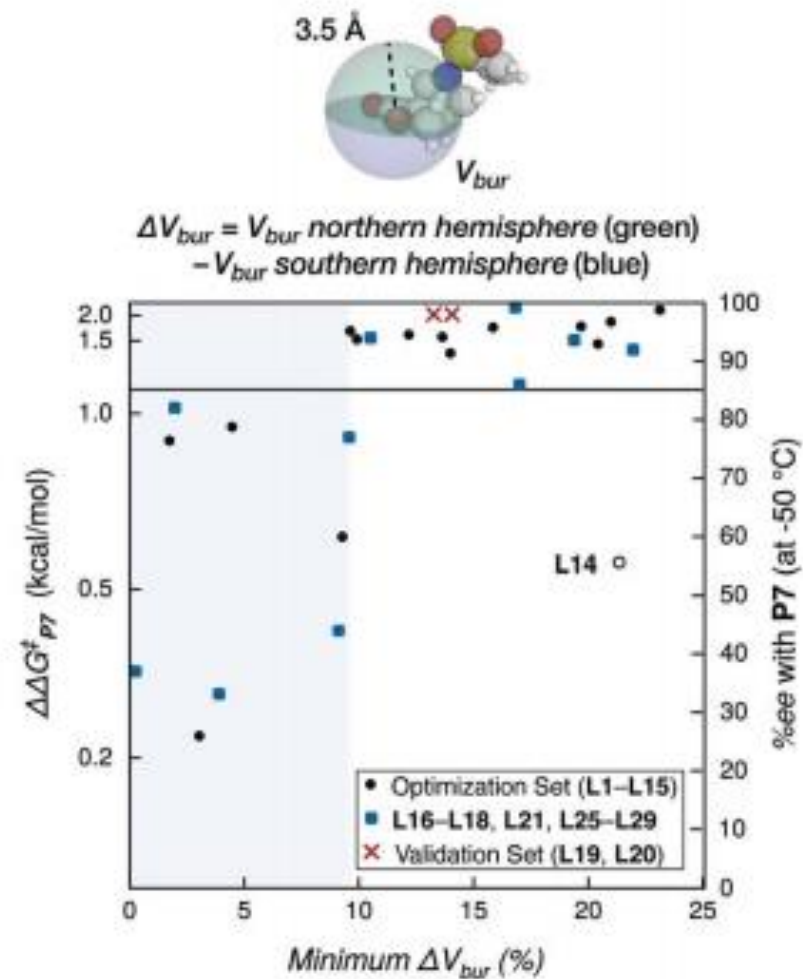 3.5 Å
V_bur
ΔV_bur = V_bur northern hemisphere (green)
– V_bur southern hemisphere (blue)
2.0
1.5
1.0
0.5
0.2
ΔΔG‡_P7 (kcal/mol)
100
90
80
70
60
50
40
30
20
10
0
%ee with P7 (at -50 °C)
L14
Optimization Set (L1–L15)
L16–L18, L21, L25–L29
Validation Set (L19, L20)
0 5 10 15 20 25
Minimum ΔV_bur (%)